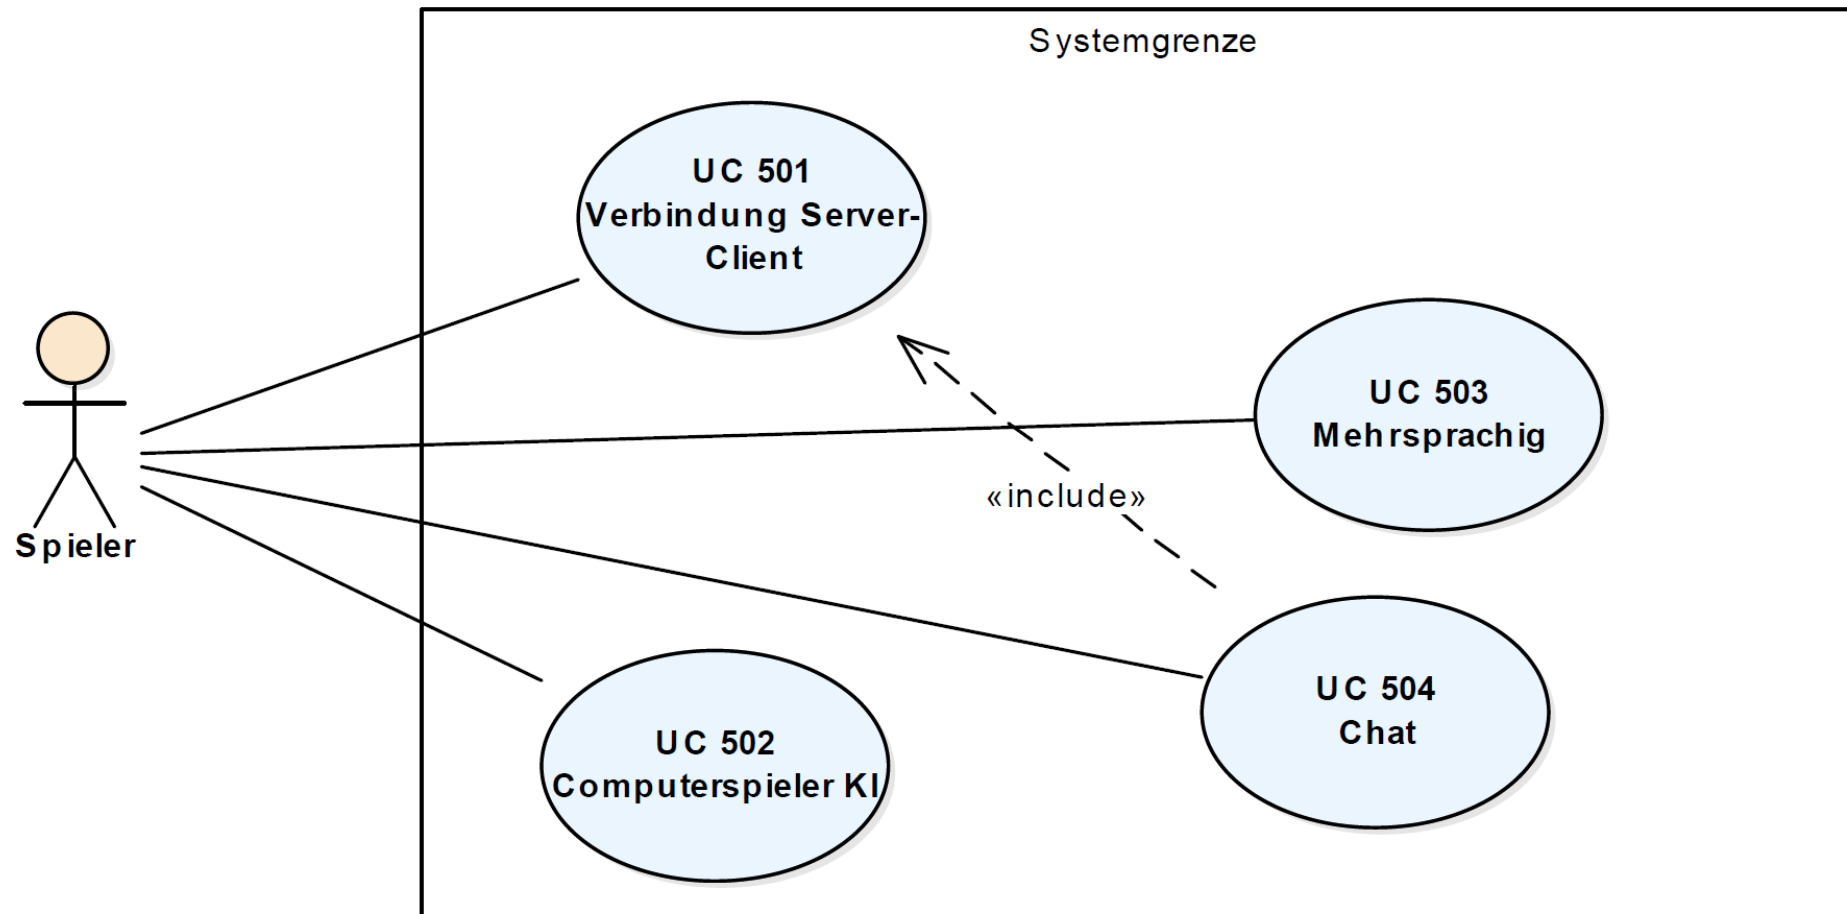 Systemgrenze
UC 501
Verbindung Server-
Client
UC 503
Mehrsprachig
«include»
Spieler
UC 504
Chat
UC 502
Computerspieler KI